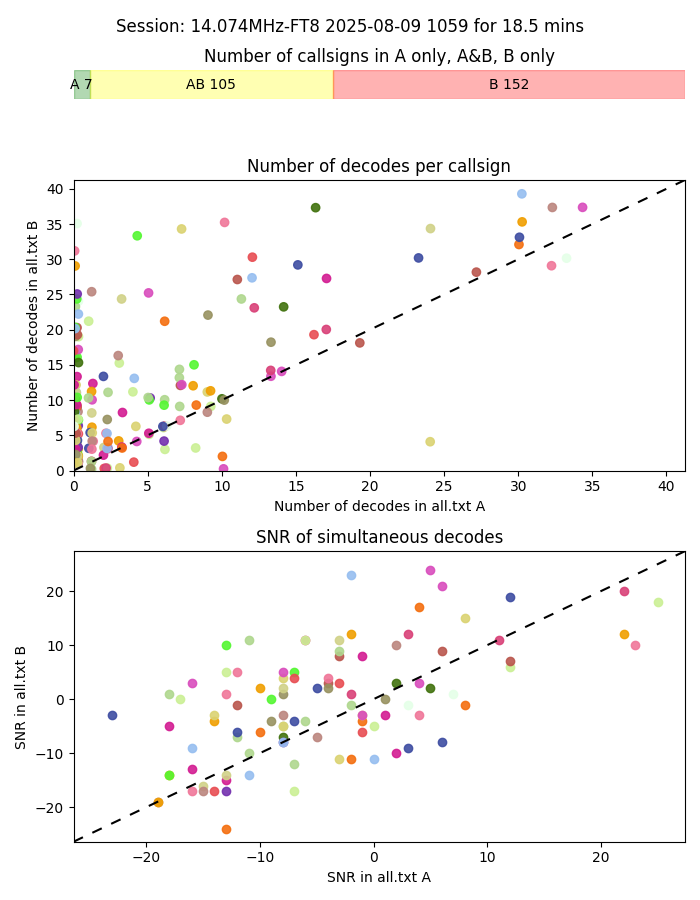 Session: 14.074MHz-FT8 2025-08-09 1059 for 18.5 mins
Number of callsigns in A only, A&B, B only
A 7 AB 105 B 152
Number of decodes per callsign
40
35
30
25
20
15
10
5
0
Number of decodes in all.txt B
0 5 10 15 20 25 30 35 40
Number of decodes in all.txt A
SNR of simultaneous decodes
20
10
0
−10
−20
SNR in all.txt B
−20 −10 0 10 20
SNR in all.txt A